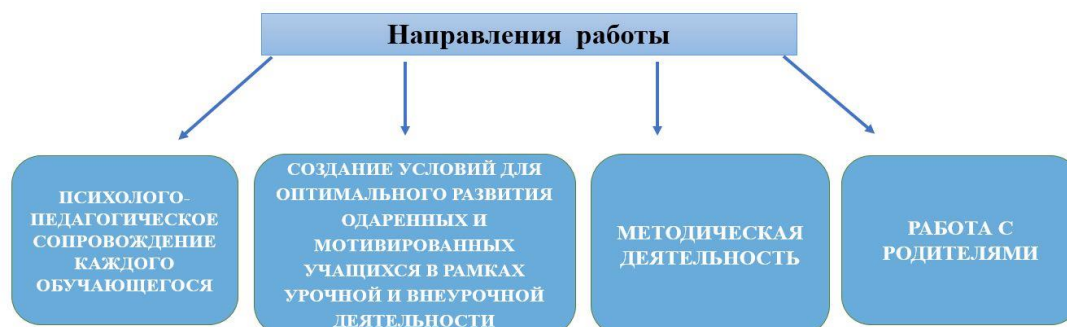 Направления работы
ПСИХОЛОГО-
ПЕДАГОГИЧЕСКОЕ
СОПРОВОЖДЕНИЕ
КАЖДОГО
ОБУЧАЮЩЕГОСЯ
СОЗДАНИЕ УСЛОВИЙ ДЛЯ
ОПТИМАЛЬНОГО РАЗВИТИЯ
ОДАРЕННЫХ И
МОТИВИРОВАННЫХ
УЧАЩИХСЯ В РАМКАХ
УРОЧНОЙ И ВНЕУРОЧНОЙ
ДЕЯТЕЛЬНОСТИ
МЕТОДИЧЕСКАЯ
ДЕЯТЕЛЬНОСТЬ
РАБОТА С
РОДИТЕЛЯМИ